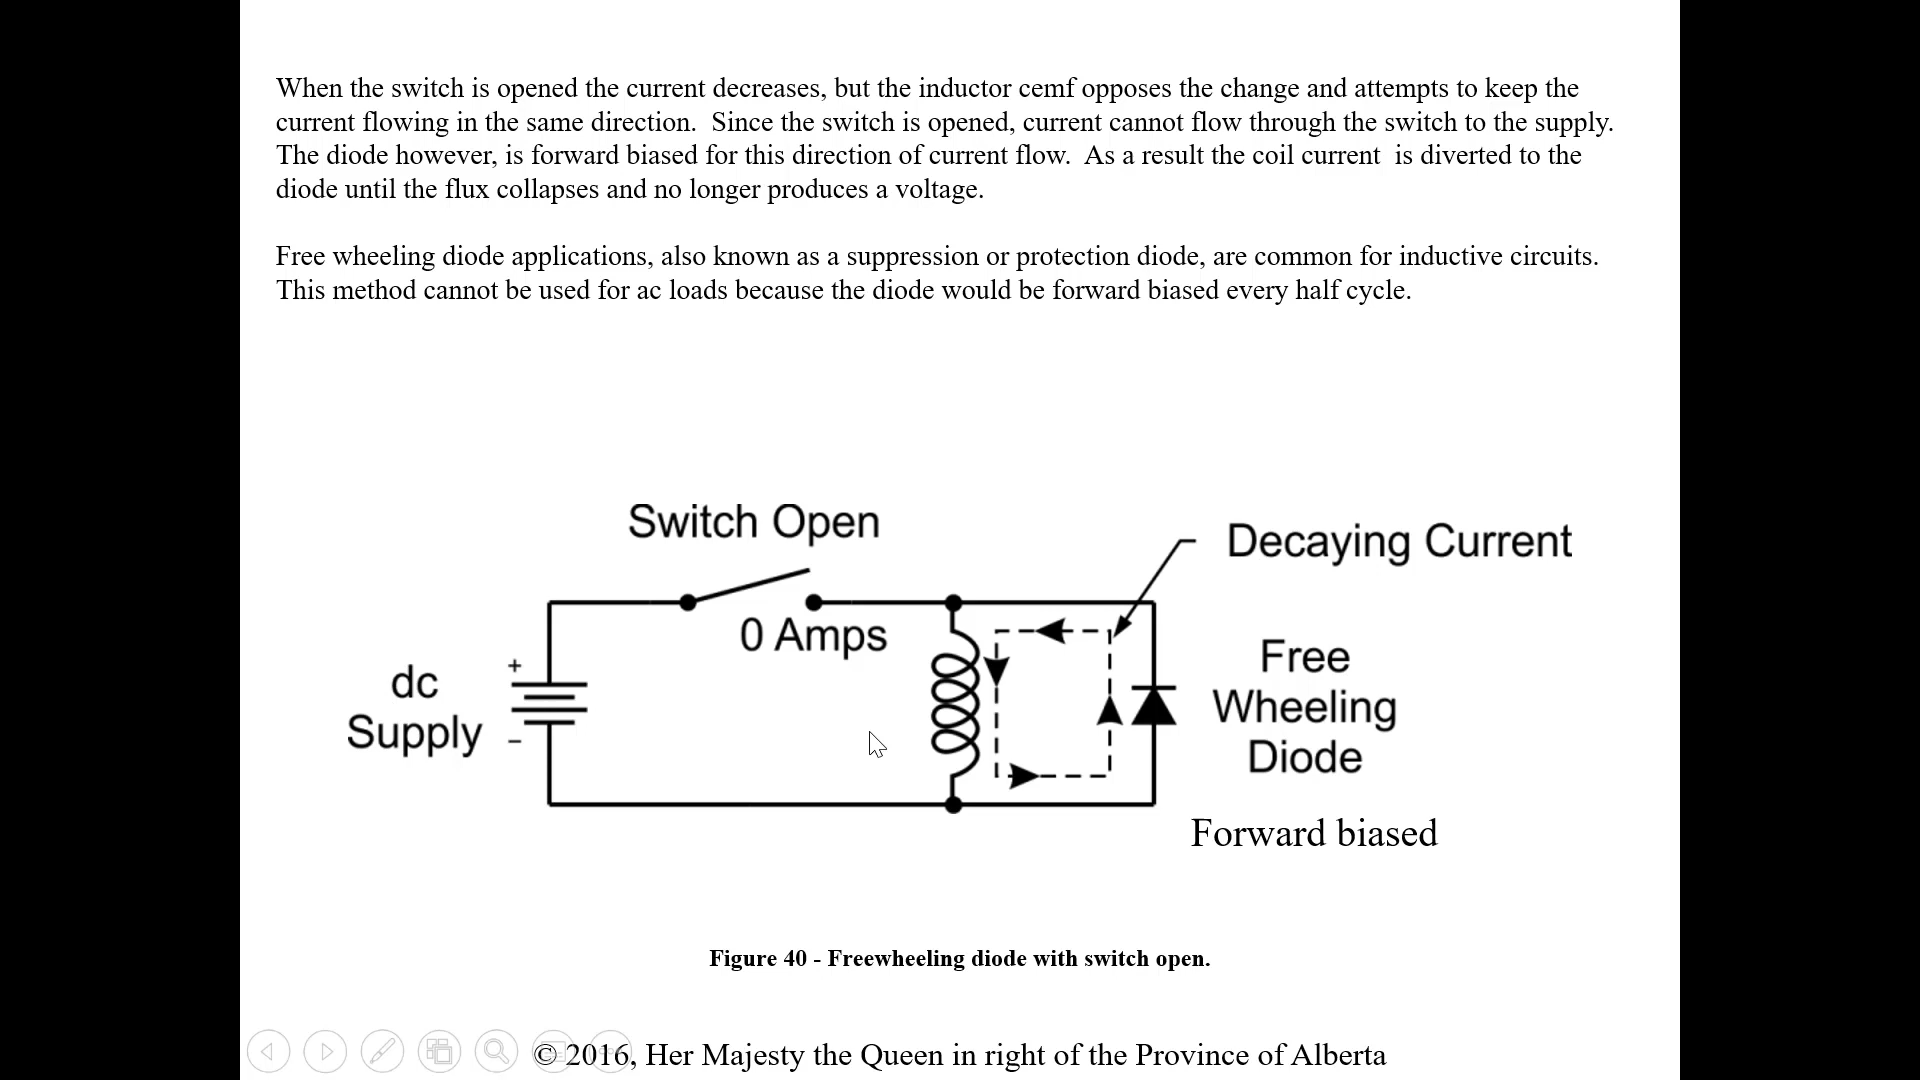 When the switch is opened the current decreases, but the inductor cemf opposes the change and attempts to keep the
current flowing in the same direction.  Since the switch is opened, current cannot flow through the switch to the supply.
The diode however, is forward biased for this direction of current flow.  As a result the coil current  is diverted to the
diode until the flux collapses and no longer produces a voltage.
Free wheeling diode applications, also known as a suppression or protection diode, are common for inductive circuits.
This method cannot be used for ac loads because the diode would be forward biased every half cycle.
Switch Open
Decaying Current
0 Amps
dc
Supply
+
–
Free
Wheeling
Diode
Forward biased
Figure 40 - Freewheeling diode with switch open.
© 2016, Her Majesty the Queen in right of the Province of Alberta